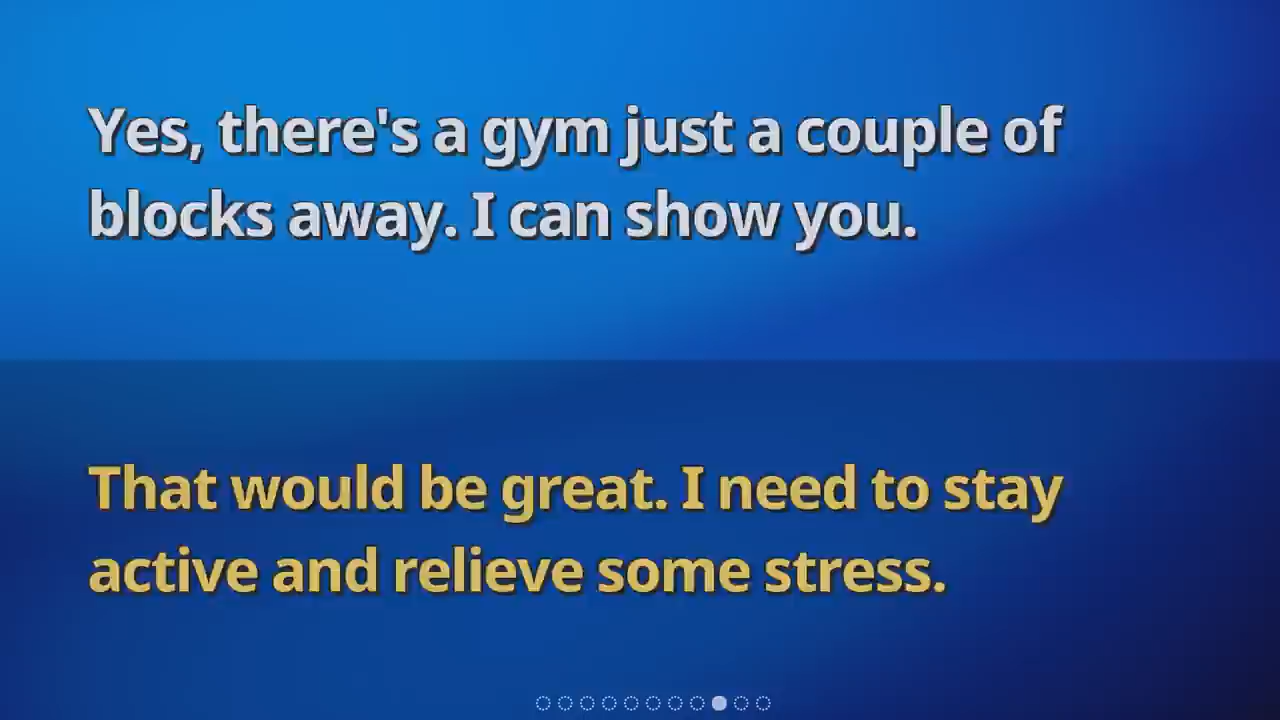 Yes, there's a gym just a couple of
blocks away. I can show you.
That would be great. I need to stay
active and relieve some stress.